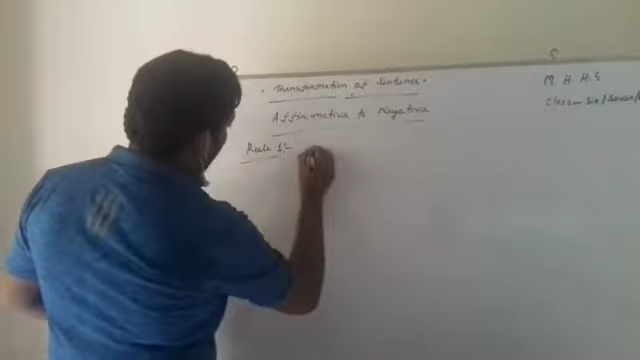 Transformation of Sentence.
M. H. H. S
Affirmative to Negative
Class - Six / Seven /
Rule 1:-